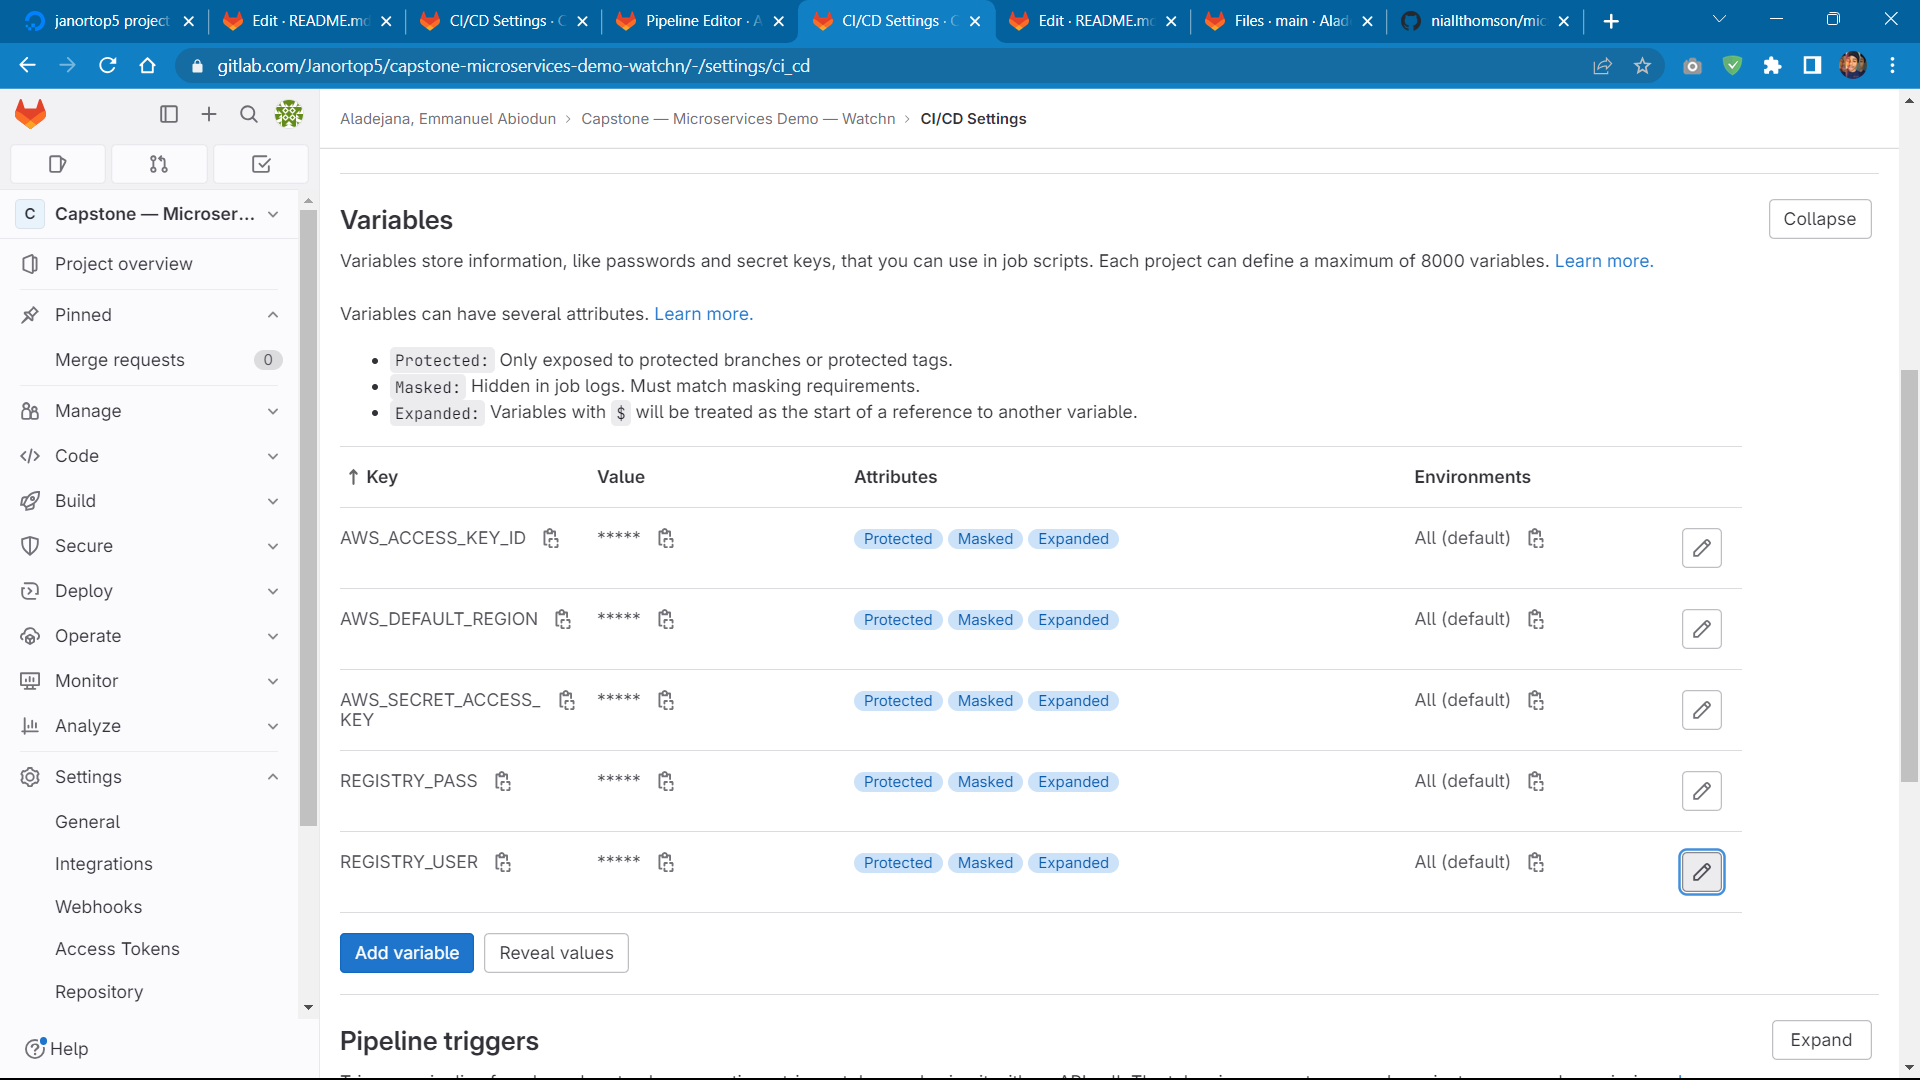 janortop5 project
Edit · README.md
CI/CD Settings · C
Pipeline Editor · A
CI/CD Settings · C
Edit · README.m
Files · main · Alad
niallthomson/mic
gitlab.com/Janortop5/capstone-microservices-demo-watchn/-/settings/ci_cd
Aladejana, Emmanuel Abiodun > Capstone — Microservices Demo — Watchn > CI/CD Settings
C Capstone — Microser...
Project overview
Pinned
Merge requests 0
Manage
Code
Build
Secure
Deploy
Operate
Monitor
Analyze
Settings
General
Integrations
Webhooks
Access Tokens
Repository
Help
Variables
Collapse
Variables store information, like passwords and secret keys, that you can use in job scripts. Each project can define a maximum of 8000 variables. Learn more.
Variables can have several attributes. Learn more.
• Protected: Only exposed to protected branches or protected tags.
• Masked: Hidden in job logs. Must match masking requirements.
• Expanded: Variables with $ will be treated as the start of a reference to another variable.
↑ Key Value Attributes Environments
AWS_ACCESS_KEY_ID ***** Protected Masked Expanded All (default)
AWS_DEFAULT_REGION ***** Protected Masked Expanded All (default)
AWS_SECRET_ACCESS_ ***** Protected Masked Expanded All (default)
KEY
REGISTRY_PASS ***** Protected Masked Expanded All (default)
REGISTRY_USER ***** Protected Masked Expanded All (default)
Add variable Reveal values
Pipeline triggers
Expand